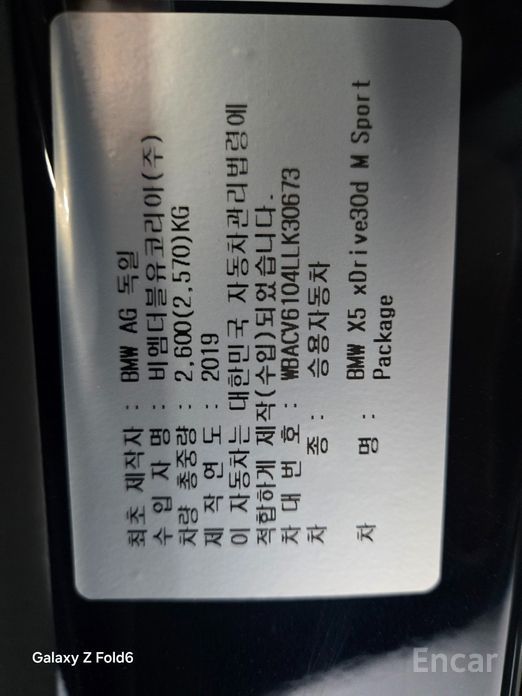 최초 제작자 : BMW AG 독일
수 입 자 명 : 비엠더블유코리아(주)
차량 총중량 : 2,600(2,570)KG
제 작 연 도 : 2019
이 자동차는 대한민국 자동차관리법령에
적합하게 제작(수입)되었습니다.
차 대 번 호 : WBACV6104LLK30673
차 종 : 승용자동차
차 명 : BMW X5 xDrive30d M Sport
Package
Galaxy Z Fold6
Encar